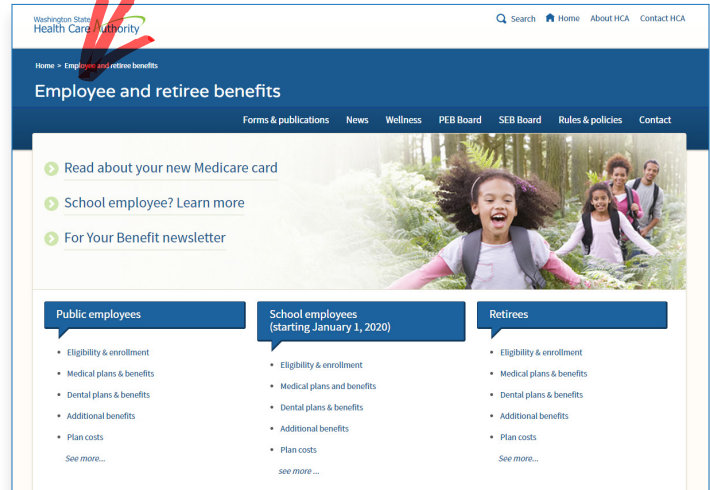 Washington State
Health Care Authority
Search Home About HCA Contact HCA
Home > Employee and retiree benefits
Employee and retiree benefits
Forms & publications News Wellness PEB Board SEB Board Rules & policies Contact
Read about your new Medicare card
School employee? Learn more
For Your Benefit newsletter
Public employees
Eligibility & enrollment
Medical plans & benefits
Dental plans & benefits
Additional benefits
Plan costs
See more...
School employees
(starting January 1, 2020)
Eligibility & enrollment
Medical plans and benefits
Dental plans & benefits
Additional benefits
Plan costs
see more ...
Retirees
Eligibility & enrollment
Medical plans & benefits
Dental plans & benefits
Additional benefits
Plan costs
See more...